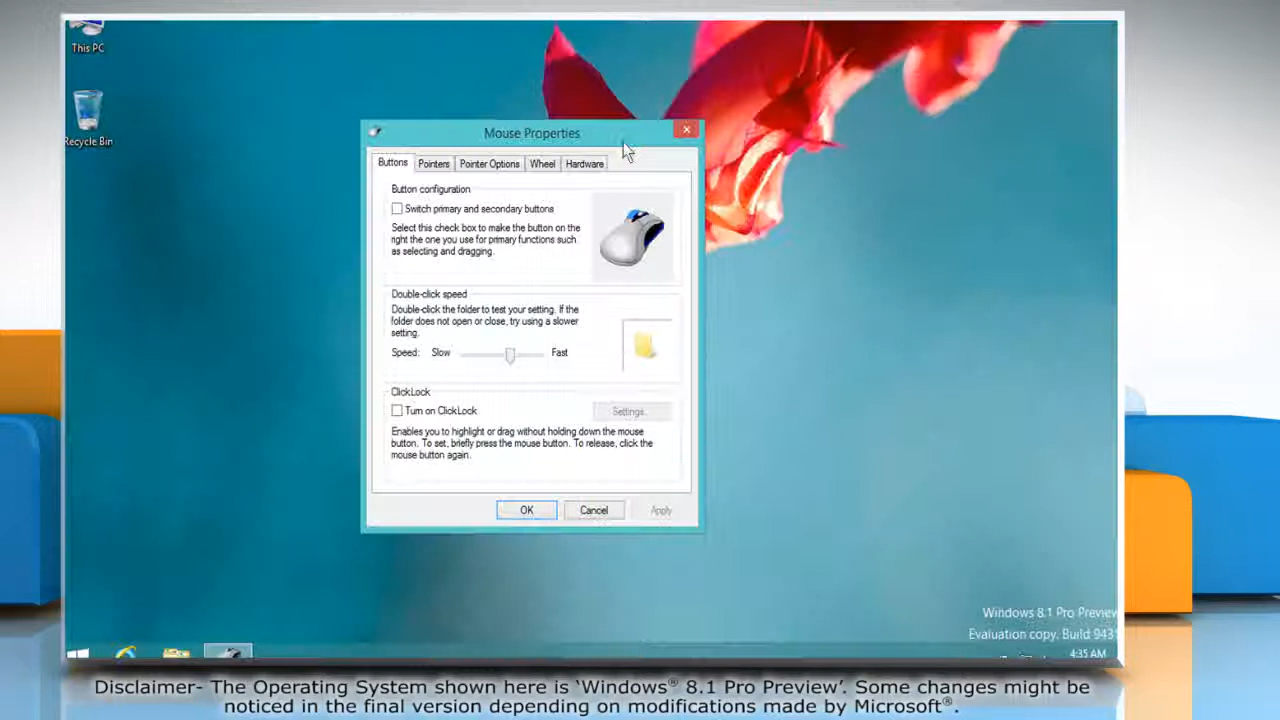 This PC
Recycle Bin
Mouse Properties
Buttons Pointers Pointer Options Wheel Hardware
Button configuration
Switch primary and secondary buttons
Select this check box to make the button on the
right the one you use for primary functions such
as selecting and dragging.
Double-click speed
Double-click the folder to test your setting. If the
folder does not open or close, try using a slower
setting.
Speed: Slow Fast
ClickLock
Turn on ClickLock
Settings...
Enables you to highlight or drag without holding down the mouse
button. To set, briefly press the mouse button. To release, click the
mouse button again.
OK Cancel Apply
Windows 8.1 Pro Preview
Evaluation copy. Build 9431
4:35 AM
Disclaimer- The Operating System shown here is ‘Windows® 8.1 Pro Preview’. Some changes might be
noticed in the final version depending on modifications made by Microsoft®.